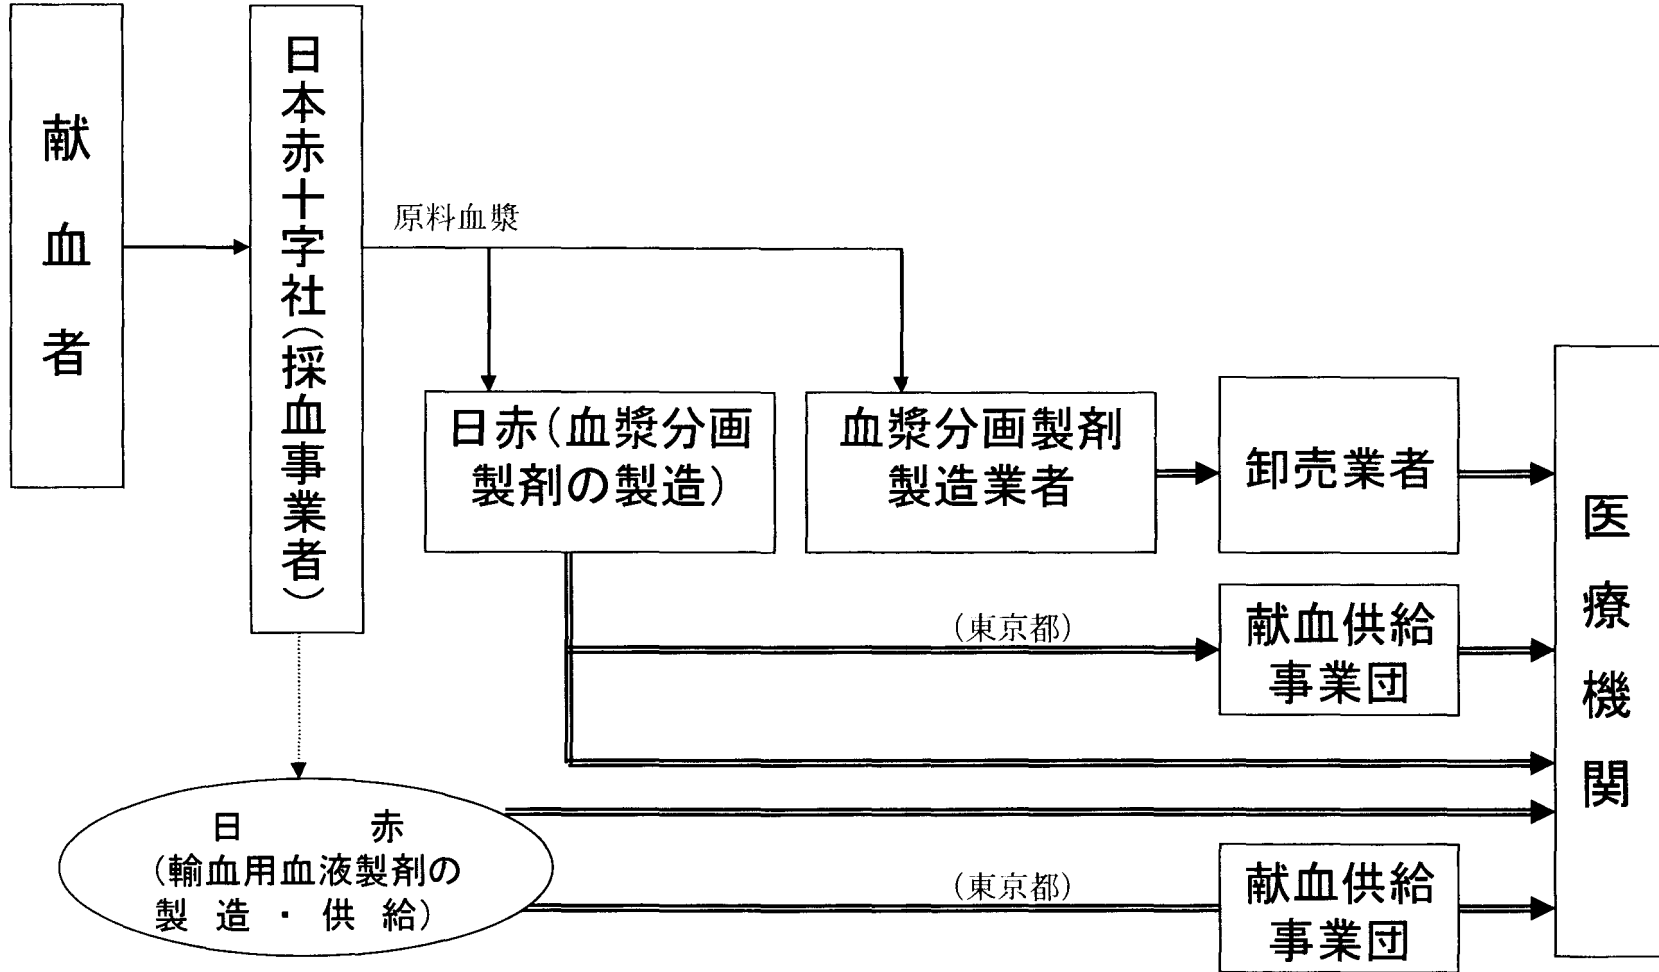 献血者
日本赤十字社（採血事業者）
原料血漿
日赤（血漿分画
製剤の製造）
血漿分画製剤
製造業者
卸売業者
医療機関
（東京都）
献血供給
事業団
日　赤
（輸血用血液製剤の
製造・供給）
（東京都）
献血供給
事業団